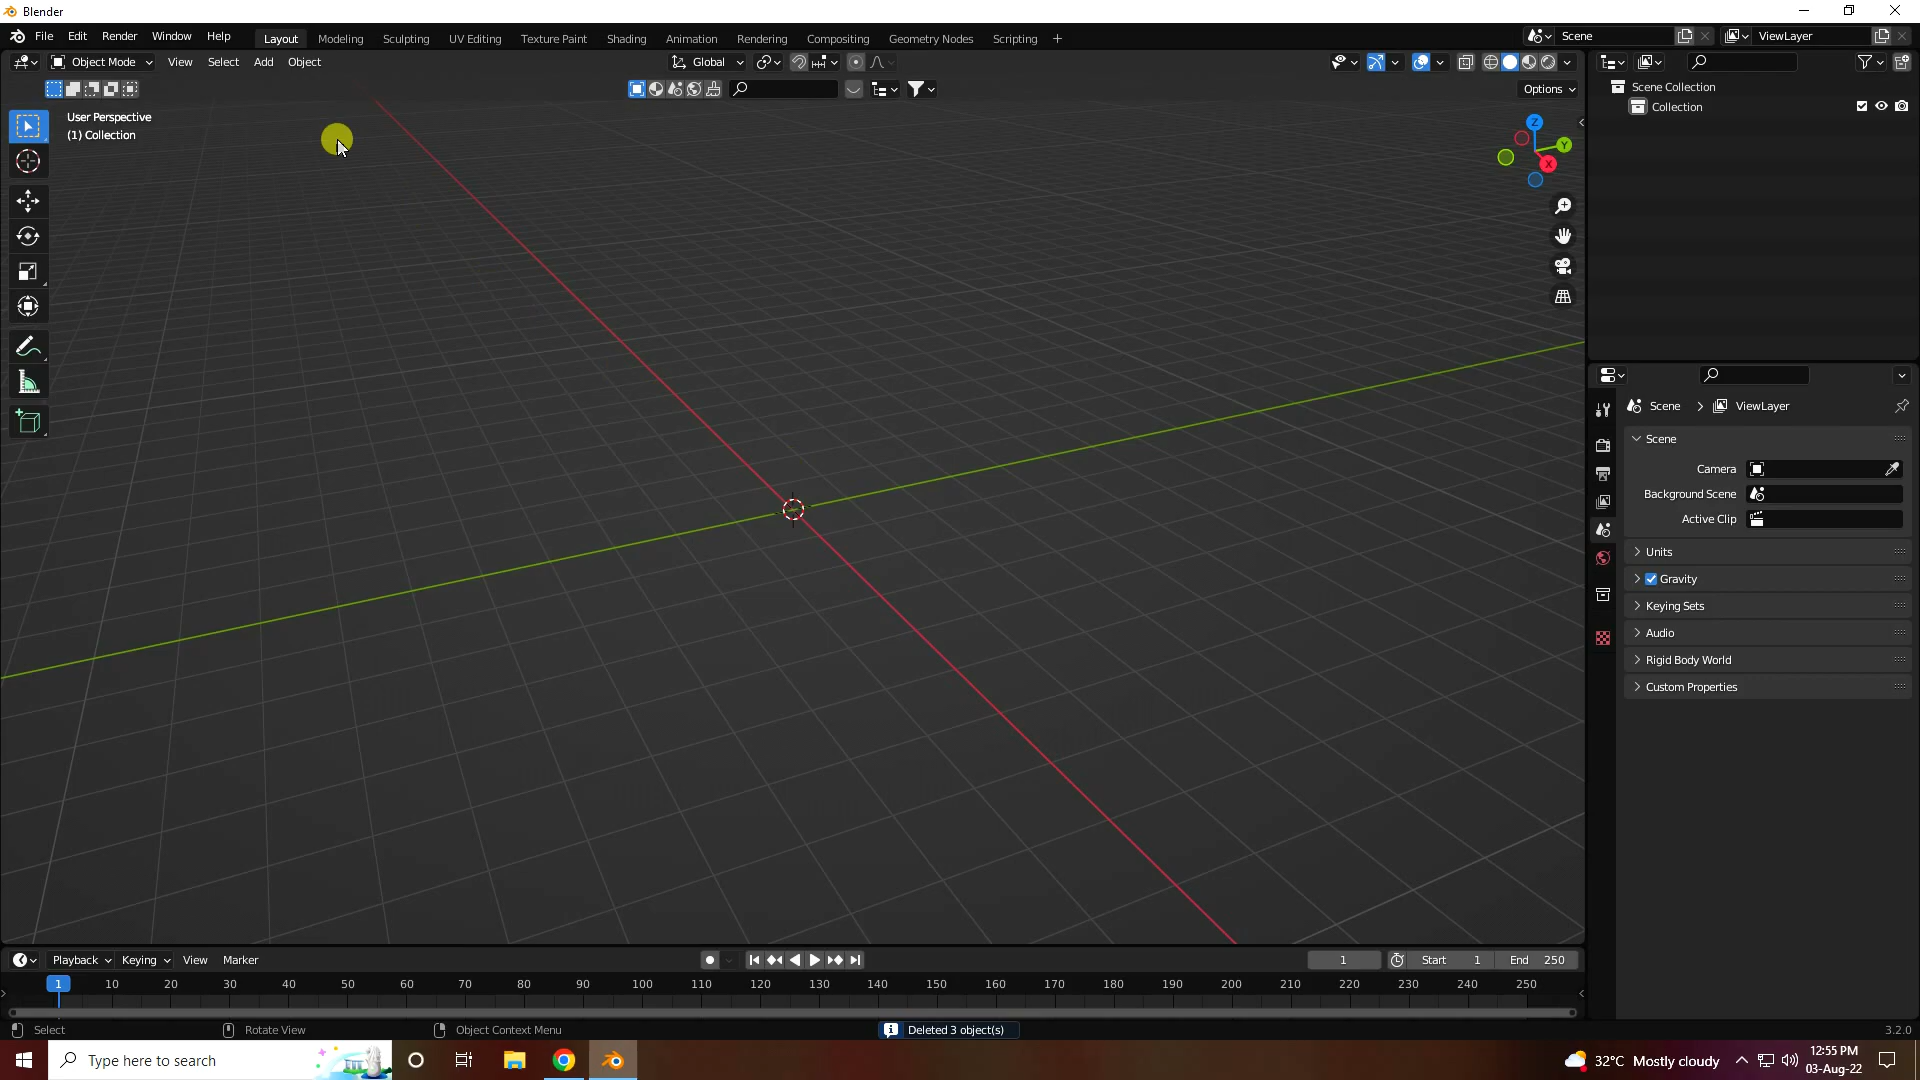 Blender
File Edit Render Window Help Layout Modeling Sculpting UV Editing Texture Paint Shading Animation Rendering Compositing Geometry Nodes Scripting + Scene ViewLayer
Object Mode View Select Add Object Global
Options
User Perspective
(1) Collection
Z
Y
X
Scene Collection
Collection
Scene > ViewLayer
Scene
Camera
Background Scene
Active Clip
Units
Gravity
Keying Sets
Audio
Rigid Body World
Custom Properties
Playback Keying View Marker 1 Start 1 End 250
1 10 20 30 40 50 60 70 80 90 100 110 120 130 140 150 160 170 180 190 200 210 220 230 240 250
Select Rotate View Object Context Menu Deleted 3 object(s) 3.2.0
Type here to search 32°C Mostly cloudy 12:55 PM
03-Aug-22